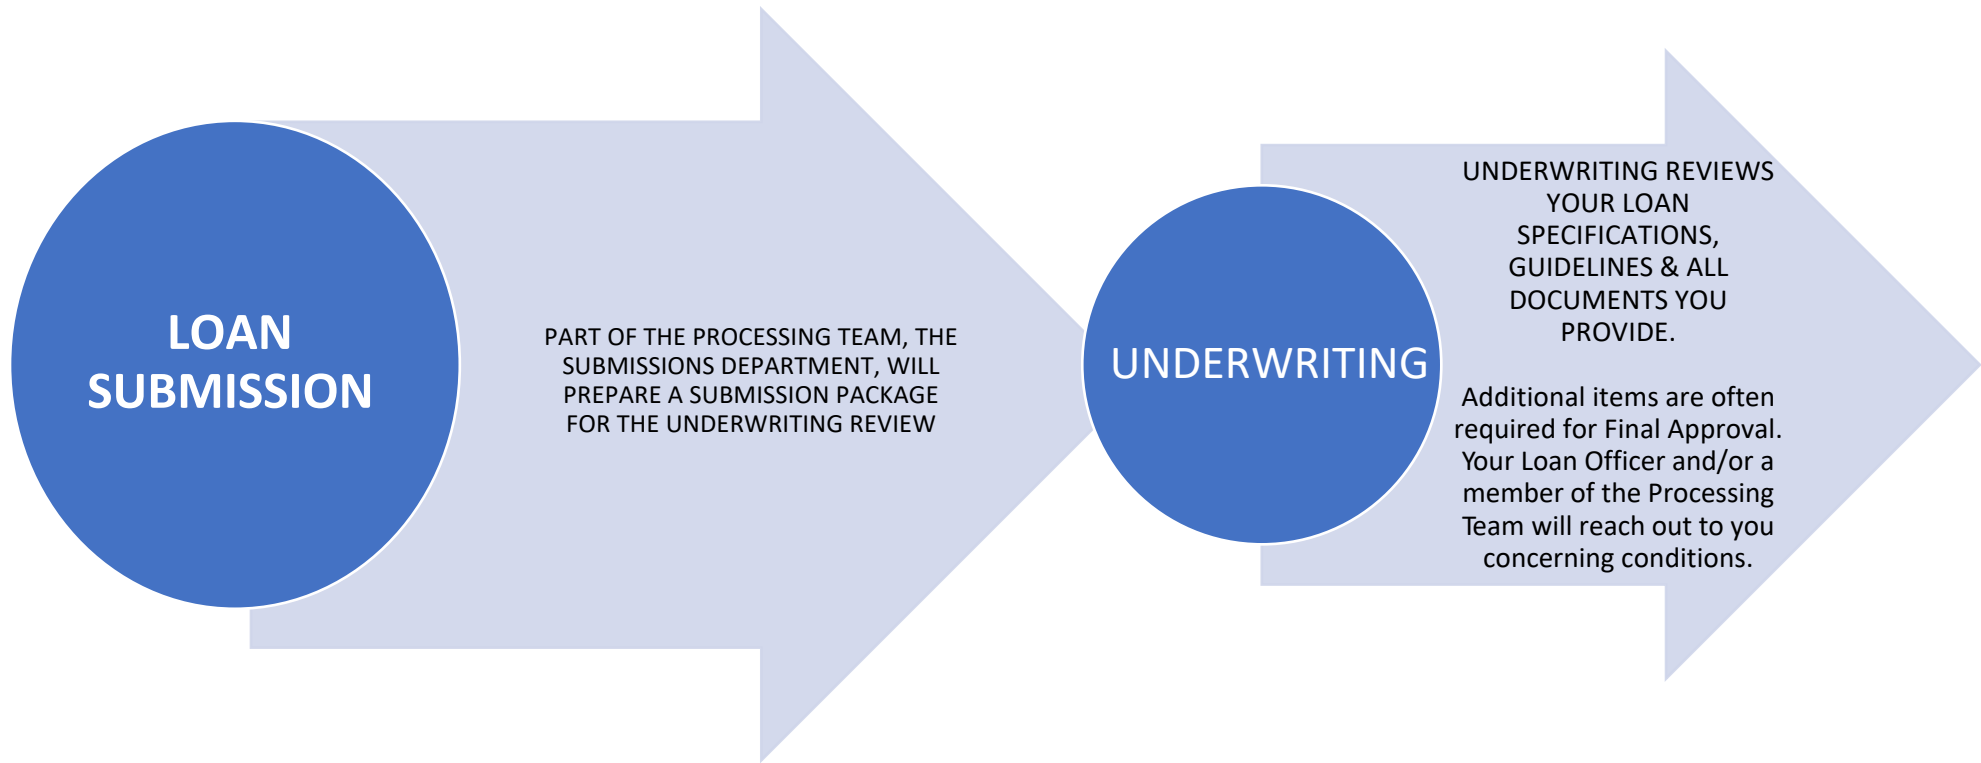 LOAN
SUBMISSION
PART OF THE PROCESSING TEAM, THE
SUBMISSIONS DEPARTMENT, WILL
PREPARE A SUBMISSION PACKAGE
FOR THE UNDERWRITING REVIEW
UNDERWRITING
UNDERWRITING REVIEWS
YOUR LOAN
SPECIFICATIONS,
GUIDELINES & ALL
DOCUMENTS YOU
PROVIDE.
Additional items are often
required for Final Approval.
Your Loan Officer and/or a
member of the Processing
Team will reach out to you
concerning conditions.